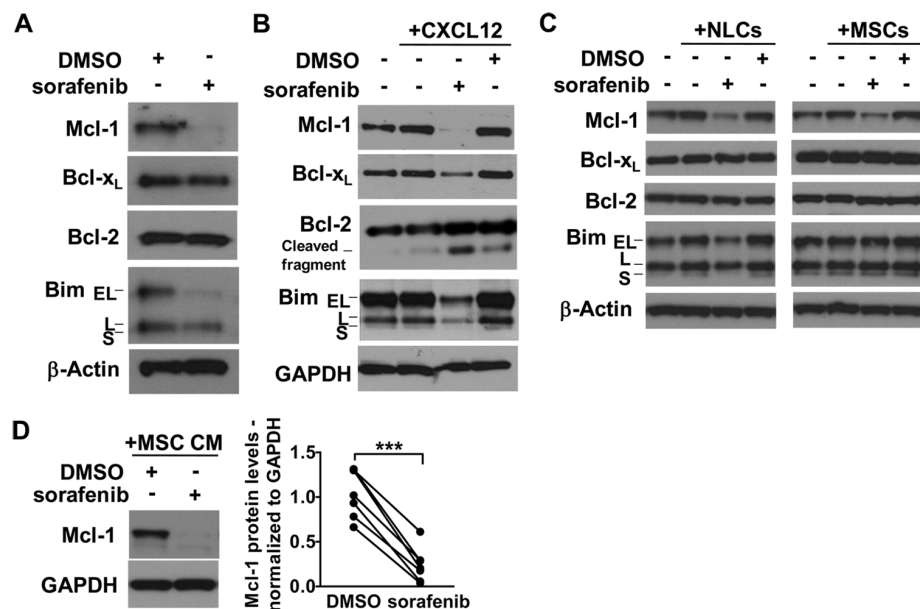 A
DMSO + -
sorafenib - +
Mcl-1
Bcl-xL
Bcl-2
Bim EL
L
S
β-Actin
B
+CXCL12
DMSO - - - +
sorafenib - - + -
Mcl-1
Bcl-xL
Bcl-2
Cleaved
fragment
Bim EL
L
S
GAPDH
C
+NLCs +MSCs
DMSO - - - + - - - +
sorafenib - - + - - - + -
Mcl-1
Bcl-xL
Bcl-2
Bim EL
L
S
β-Actin
D
+MSC CM
DMSO + -
sorafenib - +
Mcl-1
GAPDH
Mcl-1 protein levels -
normalized to GAPDH
1.5
1.0
0.5
0.0
***
DMSO sorafenib